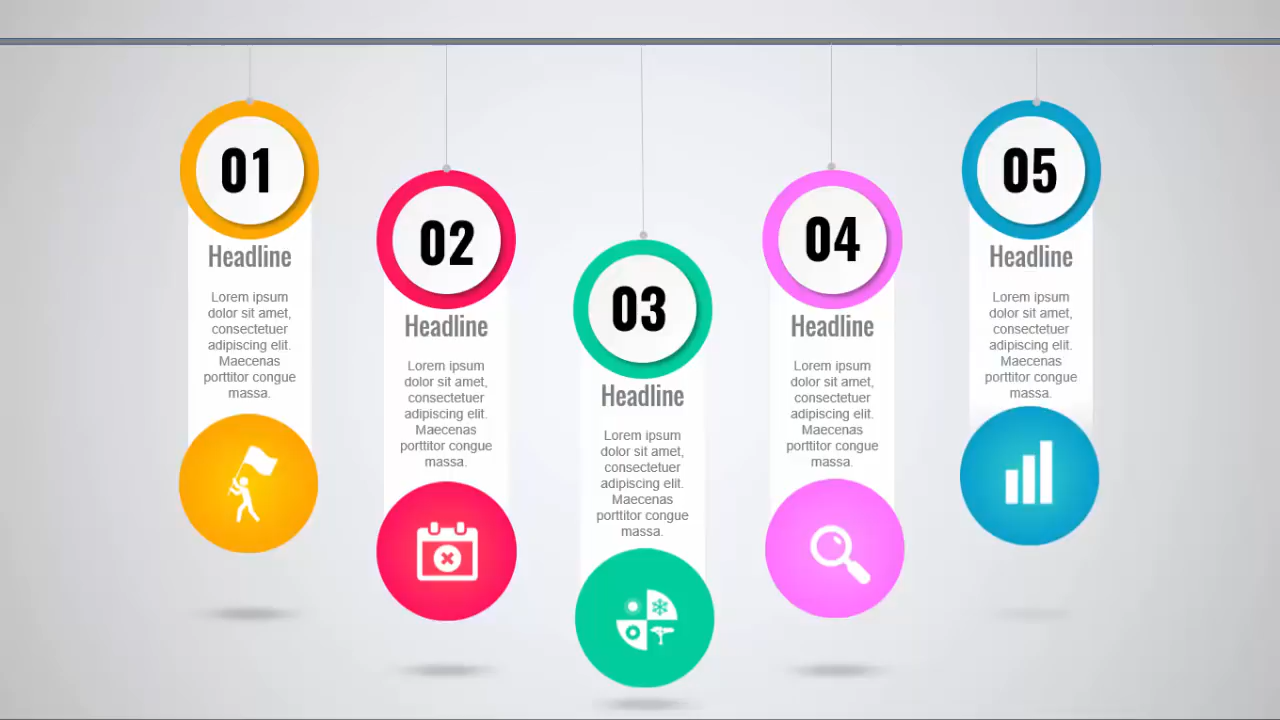 01
Headline
Lorem ipsum
dolor sit amet,
consectetuer
adipiscing elit.
Maecenas
porttitor congue
massa.
02
Headline
Lorem ipsum
dolor sit amet,
consectetuer
adipiscing elit.
Maecenas
porttitor congue
massa.
03
Headline
Lorem ipsum
dolor sit amet,
consectetuer
adipiscing elit.
Maecenas
porttitor congue
massa.
04
Headline
Lorem ipsum
dolor sit amet,
consectetuer
adipiscing elit.
Maecenas
porttitor congue
massa.
05
Headline
Lorem ipsum
dolor sit amet,
consectetuer
adipiscing elit.
Maecenas
porttitor congue
massa.